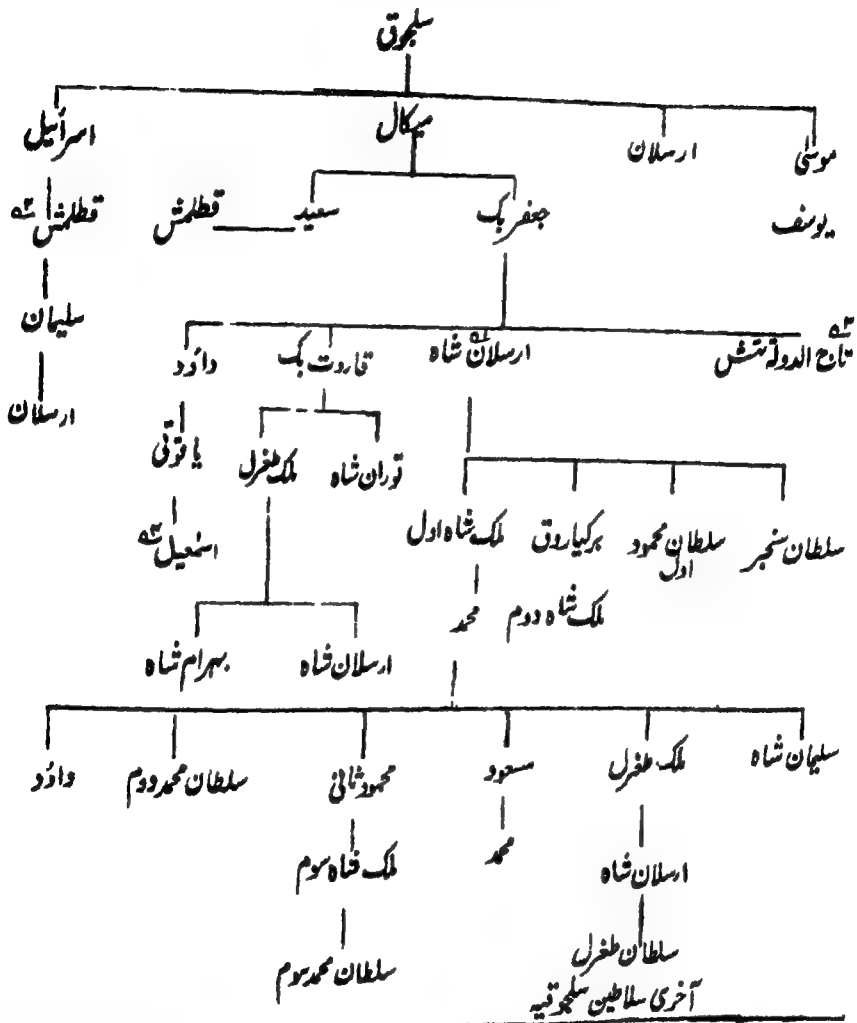 سلجوق
موسیٰ
ارسلان
میکال
اسرائیل
یوسف
جعفر بک
سعید
قطلمش
قطلمش
سلیمان
ارسلان
تاج الدولة تتش
ارسلان شاہ
قاروت بک
داؤد
توران شاہ
ملک طغرل
یاقوتی
سلطان سنجر
سلطان محمود اول
برکیاروق
ملک شاہ اول
اسمٰعیل
ملک شاہ دوم
محمد
ارسلان شاہ
بہرام شاہ
سلیمان شاہ
ملک طغرل
مسعود
محمود ثانی
سلطان محمد دوم
داؤد
ارسلان شاہ
محمد
ملک شاہ سوم
سلطان طغرل
آخری سلاطین سلجوقیہ
سلطان محمد سوم